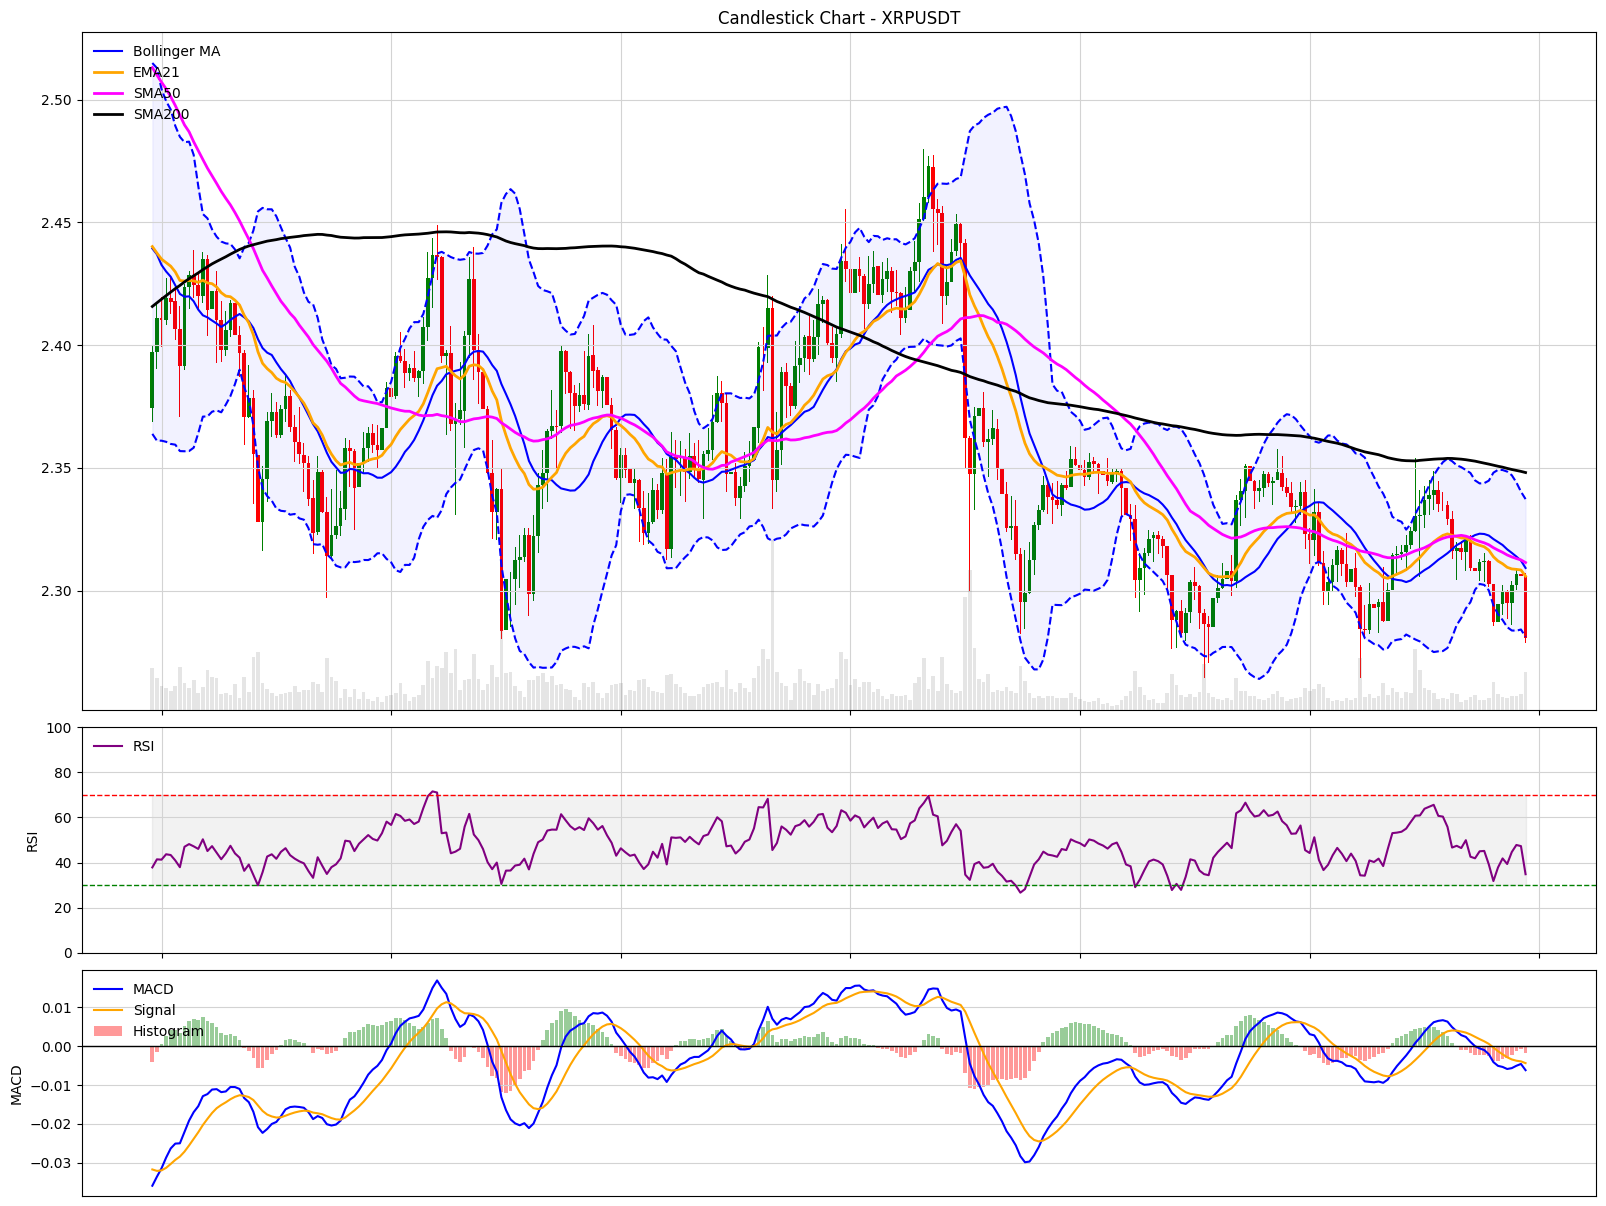 Candlestick Chart - XRPUSDT
Bollinger MA
EMA21
SMA50
SMA200
2.50
2.45
2.40
2.35
2.30
RSI
100
80
60
40
20
0
RSI
MACD
Signal
Histogram
0.01
0.00
−0.01
−0.02
−0.03
MACD